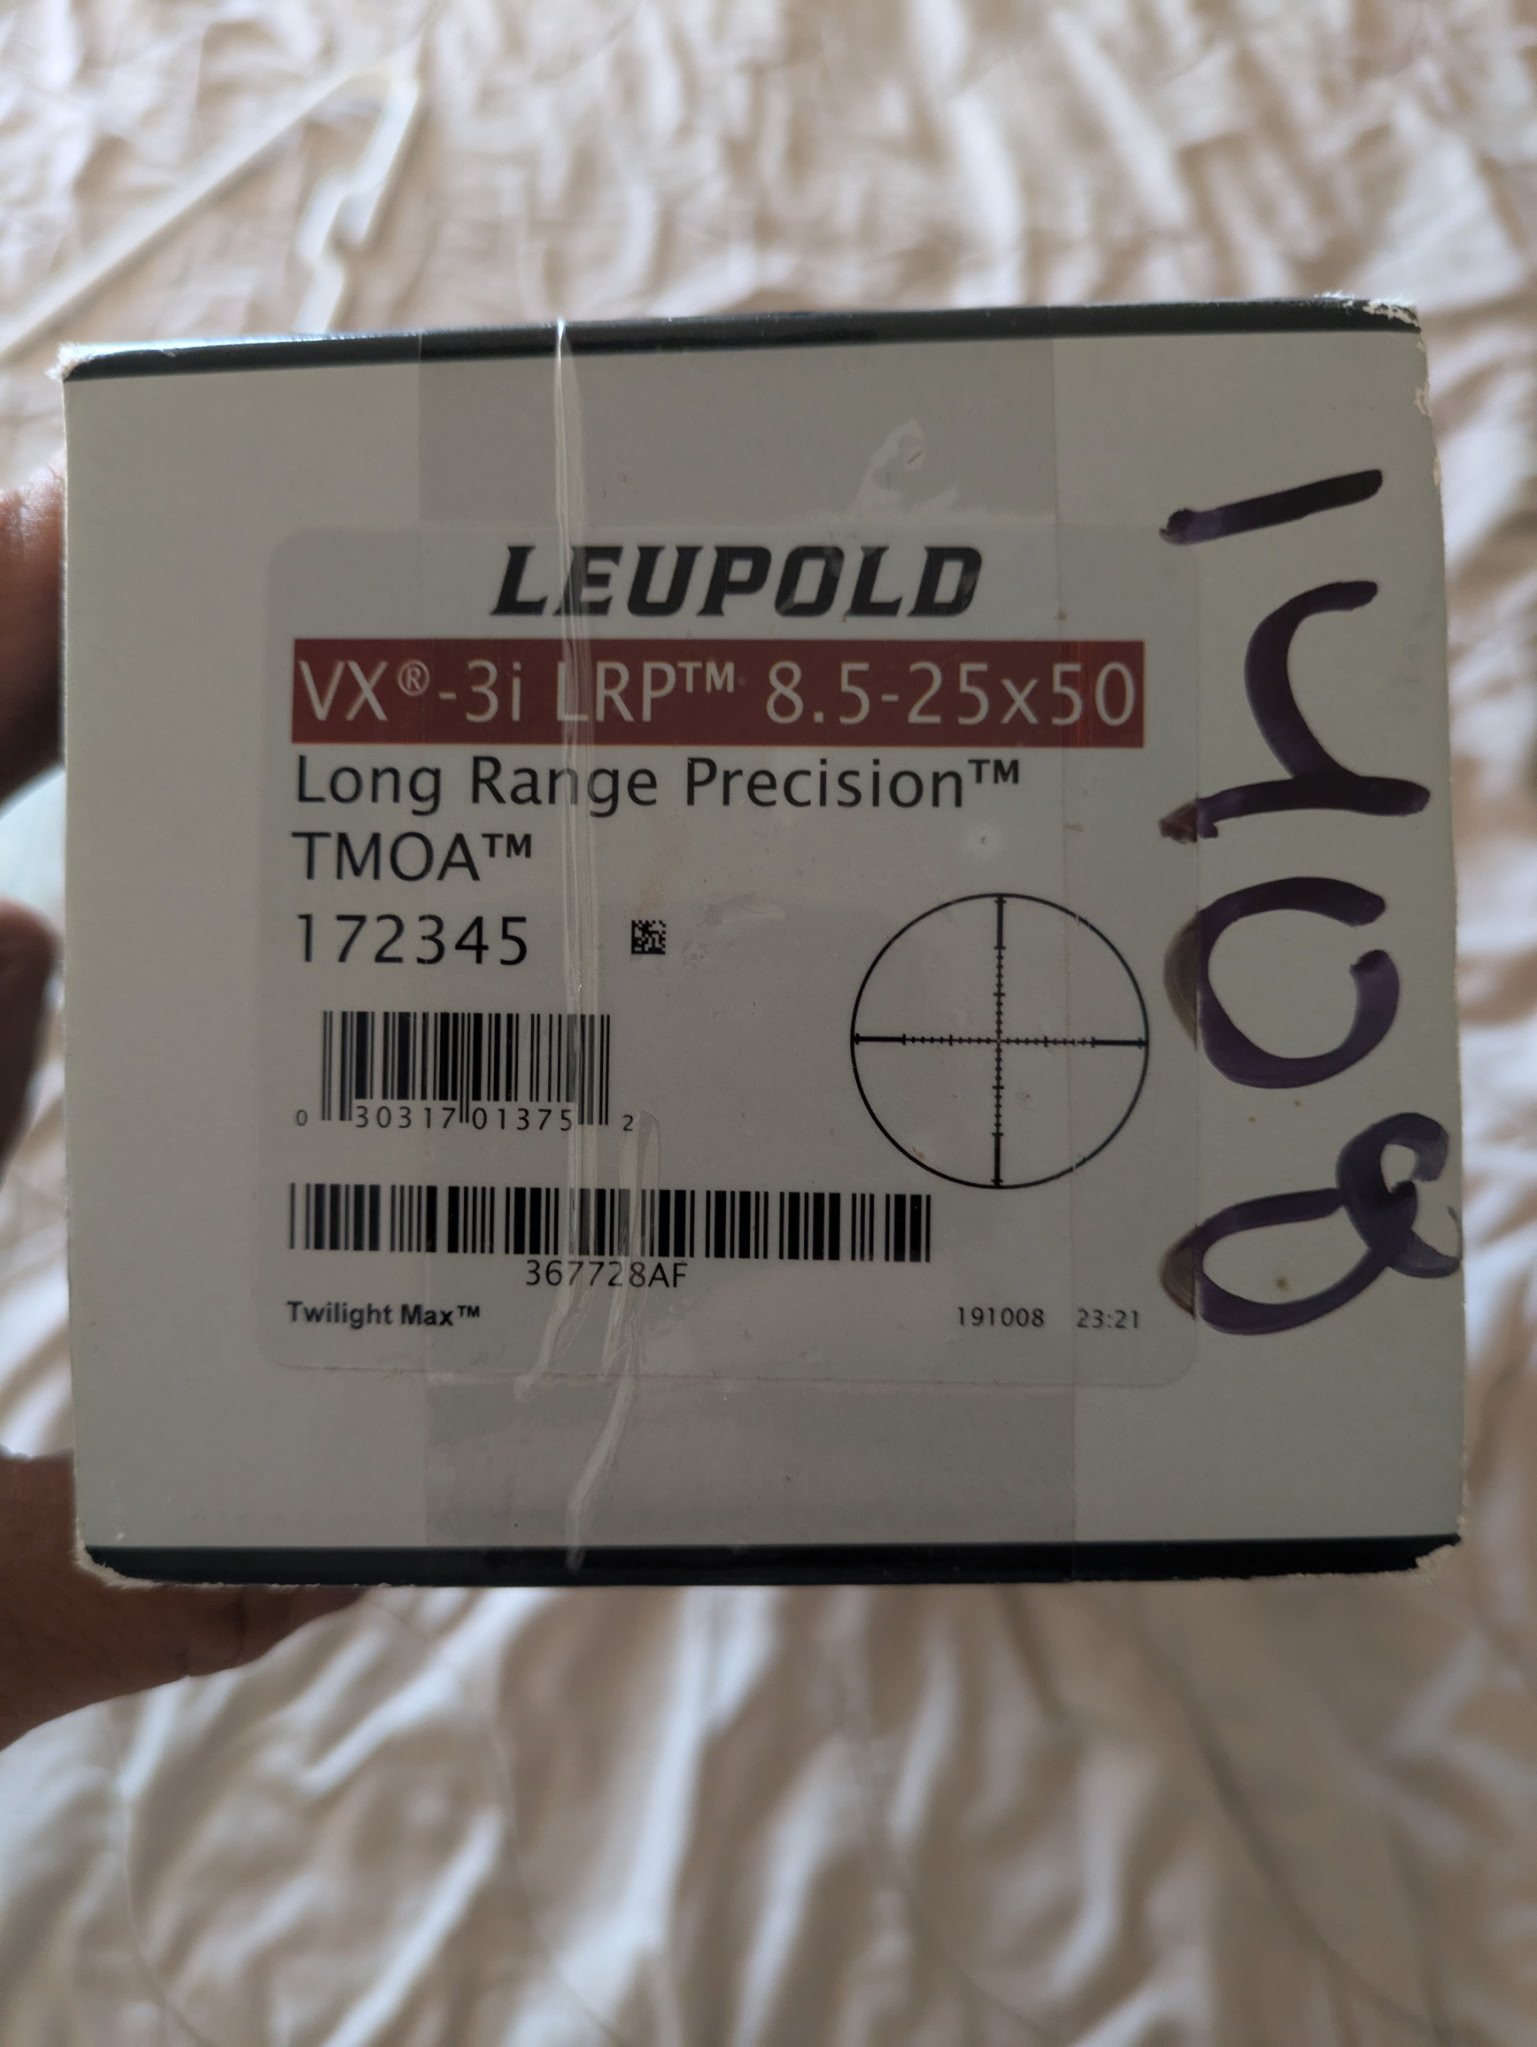 LEUPOLD
VX®-3i LRP™ 8.5-25x50
Long Range Precision™
TMOA™
172345
0 30317 01375 2
367728AF
Twilight Max™
191008 23:21